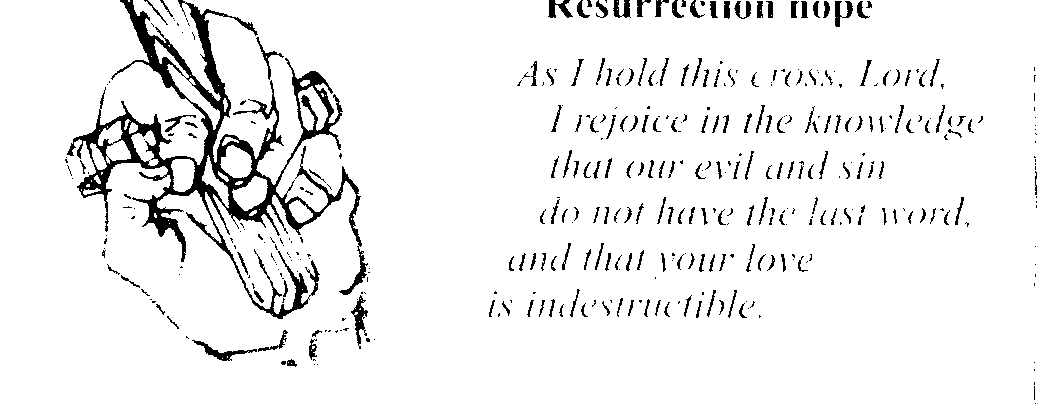 Resurrection hope
As I hold this cross, Lord,
I rejoice in the knowledge
that our evil and sin
do not have the last word,
and that your love
is indestructible.